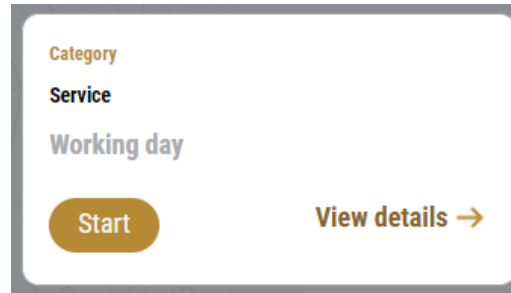 Category
Service
Working day
Start
View details →